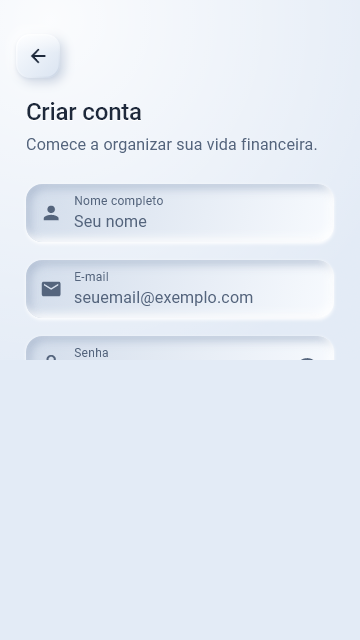 Criar conta
Comece a organizar sua vida financeira.
Nome completo
Seu nome
E-mail
seuemail@exemplo.com
Senha